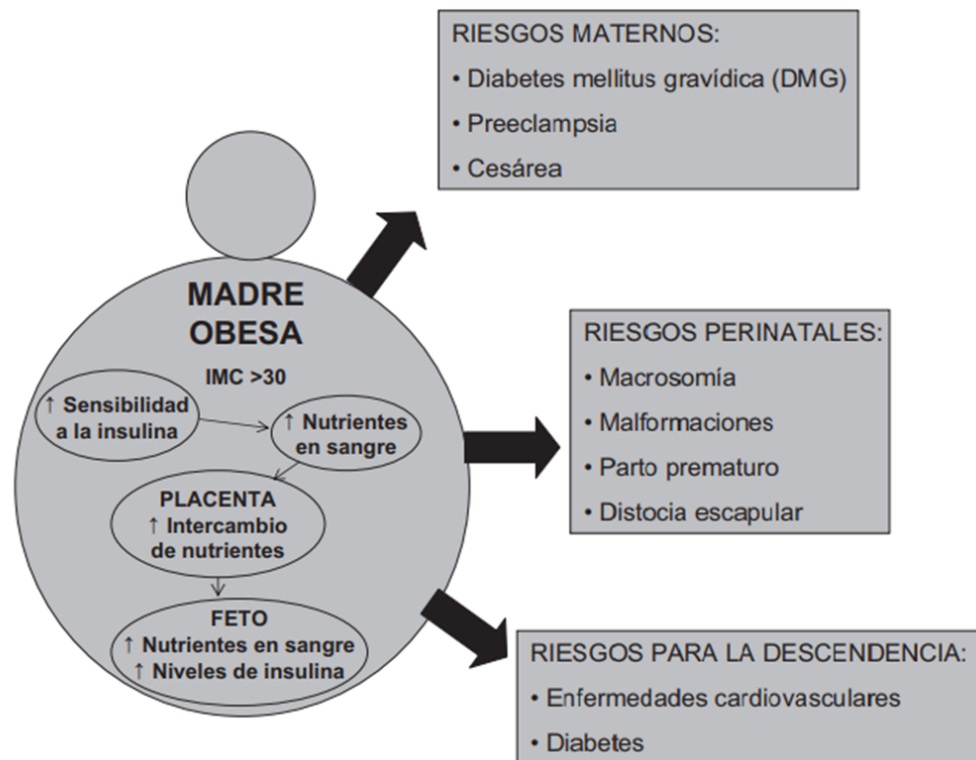 RIESGOS MATERNOS:
• Diabetes mellitus gravídica (DMG)
• Preeclampsia
• Cesárea
MADRE
OBESA
IMC >30
↑ Sensibilidad
a la insulina
↑ Nutrientes
en sangre
PLACENTA
↑ Intercambio
de nutrientes
FETO
↑ Nutrientes en sangre
↑ Niveles de insulina
RIESGOS PERINATALES:
• Macrosomía
• Malformaciones
• Parto prematuro
• Distocia escapular
RIESGOS PARA LA DESCENDENCIA:
• Enfermedades cardiovasculares
• Diabetes